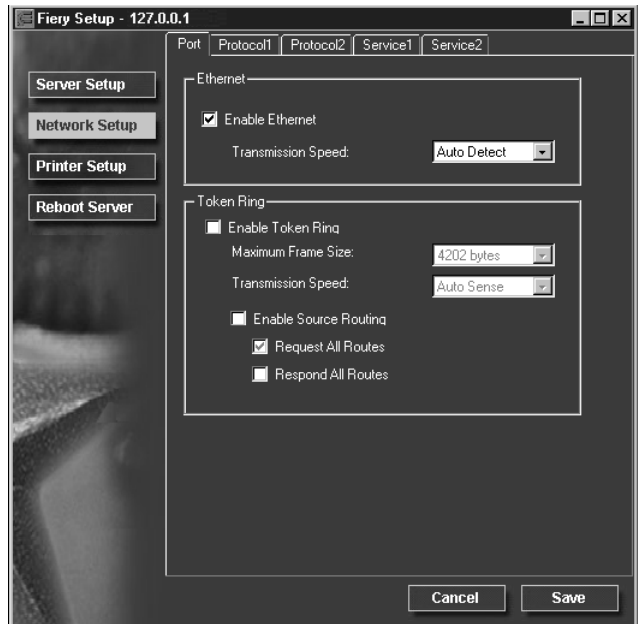 Fiery Setup - 127.0.0.1
Port Protocol1 Protocol2 Service1 Service2
Server Setup
Network Setup
Printer Setup
Reboot Server
Ethernet
Enable Ethernet
Transmission Speed: Auto Detect
Token Ring
Enable Token Ring
Maximum Frame Size: 4202 bytes
Transmission Speed: Auto Sense
Enable Source Routing
Request All Routes
Respond All Routes
Cancel Save